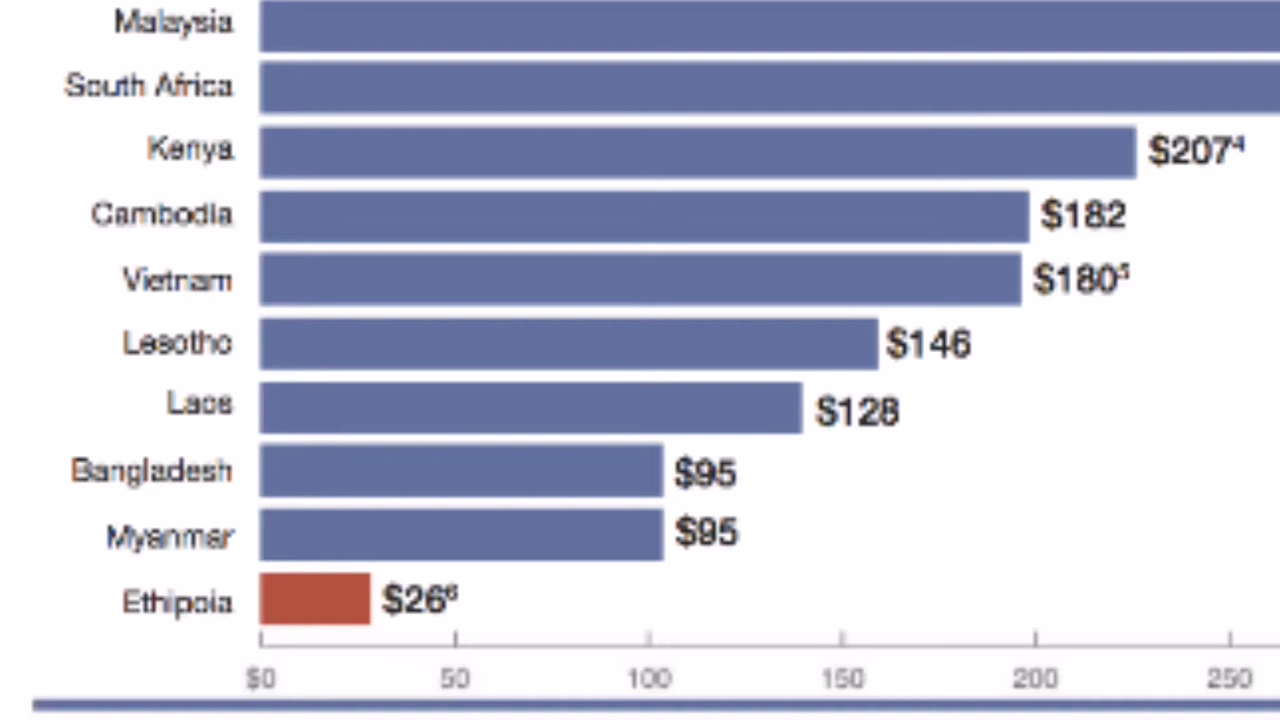 Malaysia
South Africa
Kenya $207⁴
Cambodia $182
Vietnam $180⁵
Lesotho $146
Laos $128
Bangladesh $95
Myanmar $95
Ethipoia $26⁶
$0 50 100 150 200 250